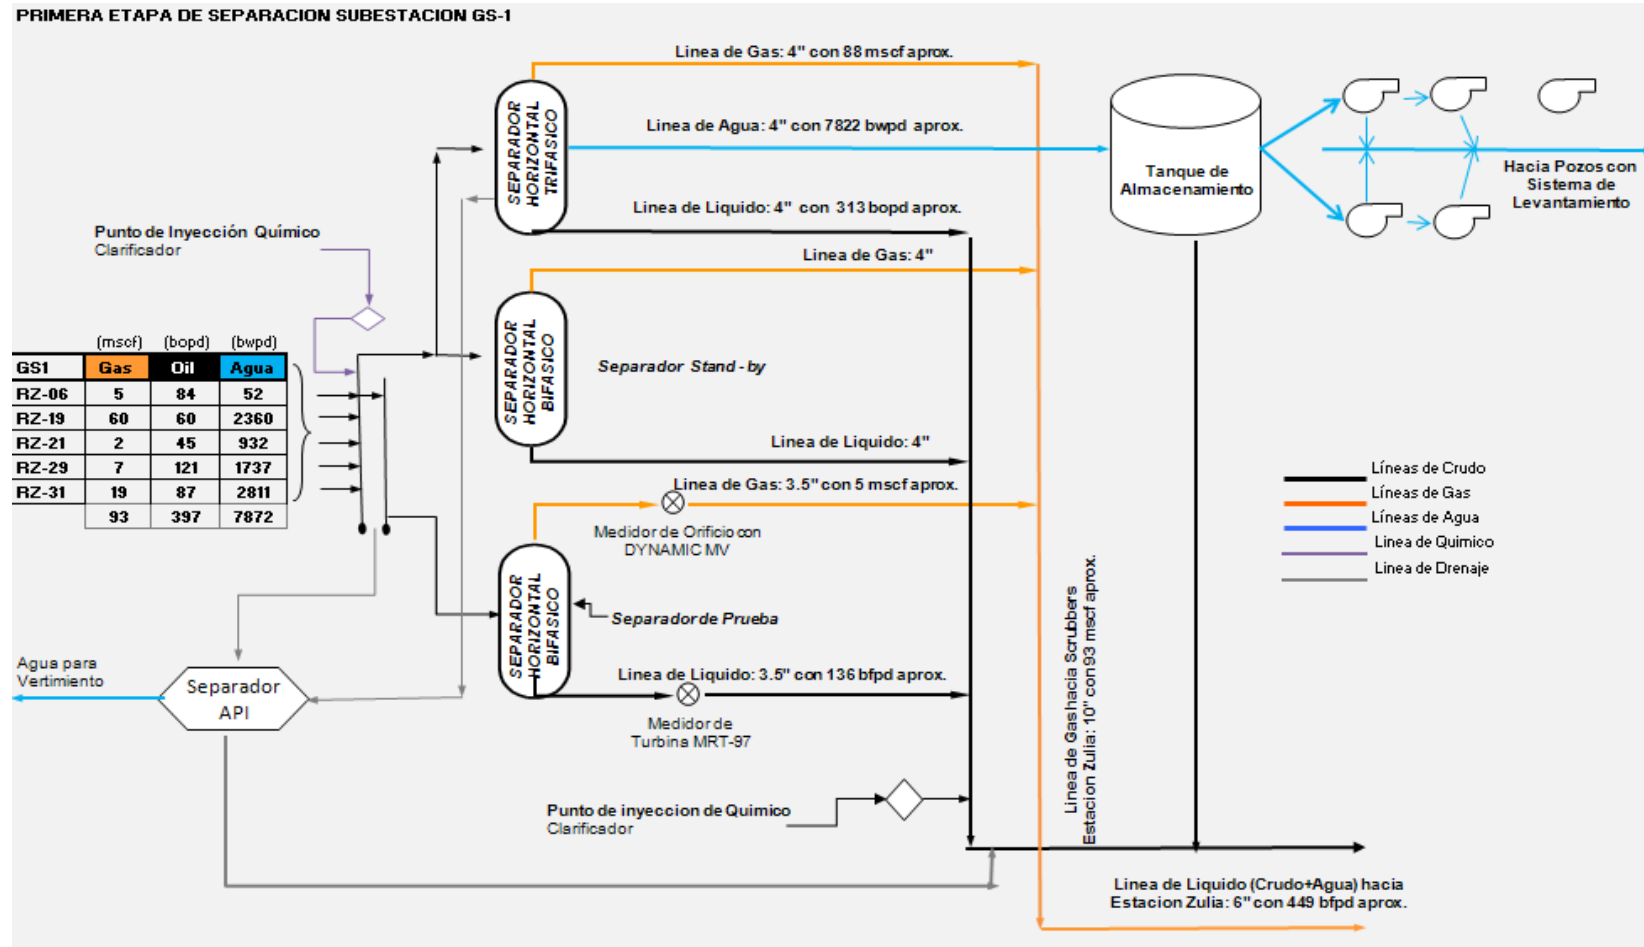 PRIMERA ETAPA DE SEPARACION SUBESTACION GS-1
Linea de Gas: 4" con 88 mscf aprox.
SEPARADOR
HORIZONTAL
TRIFASICO
Linea de Agua: 4" con 7822 bwpd aprox.
Linea de Liquido: 4" con 313 bopd aprox.
Tanque de
Almacenamiento
Hacia Pozos con
Sistema de
Levantamiento
Punto de Inyección Químico
Clarificador
Linea de Gas: 4"
SEPARADOR
HORIZONTAL
BIFASICO
Separador Stand - by
Linea de Liquido: 4"
(mscf) (bopd) (bwpd)
GS1 Gas Oil Agua
RZ-06 5 84 52
RZ-19 60 60 2360
RZ-21 2 45 932
RZ-29 7 121 1737
RZ-31 19 87 2811
93 397 7872
Linea de Gas: 3.5" con 5 mscf aprox.
Medidor de Orificio con
DYNAMIC MV
SEPARADOR
HORIZONTAL
BIFASICO
Separador de Prueba
Linea de Liquido: 3.5" con 136 bfpd aprox.
Medidor de
Turbina MRT-97
Líneas de Crudo
Líneas de Gas
Líneas de Agua
Linea de Quimico
Linea de Drenaje
Agua para
Vertimiento
Separador
API
Linea de Gas hacia Scrubbers
Estacion Zulia: 10" con 93 mscf aprox.
Punto de inyeccion de Quimico
Clarificador
Linea de Liquido (Crudo+Agua) hacia
Estacion Zulia: 6" con 449 bfpd aprox.